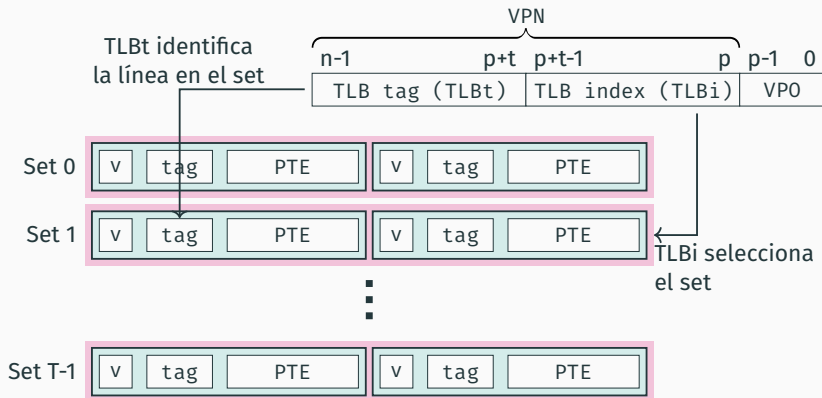 VPN
TLBt identifica
la línea en el set
n-1 p+t p+t-1 p p-1 0
TLB tag (TLBt) TLB index (TLBi) VPO
Set 0 v tag PTE v tag PTE
Set 1 v tag PTE v tag PTE
TLBi selecciona
el set
Set T-1 v tag PTE v tag PTE